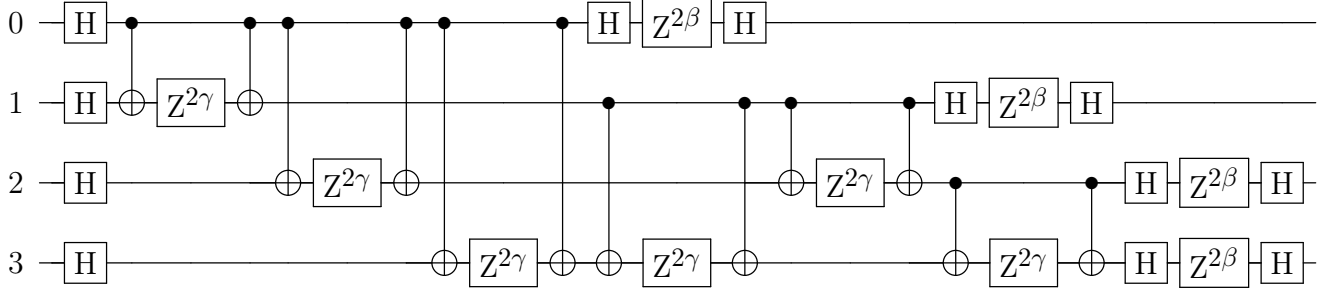 0 H H Z^{2β} H
1 H Z^{2γ} H Z^{2β} H
2 H Z^{2γ} Z^{2γ} H Z^{2β} H
3 H Z^{2γ} Z^{2γ} Z^{2γ} H Z^{2β} H